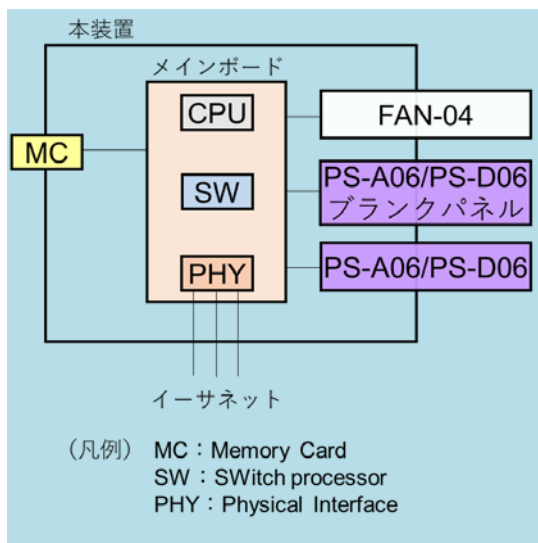 本装置
メインボード
CPU
FAN-04
MC
PS-A06/PS-D06
ブランクパネル
SW
PS-A06/PS-D06
PHY
イーサネット
(凡例) MC：Memory Card
SW：SWitch processor
PHY：Physical Interface